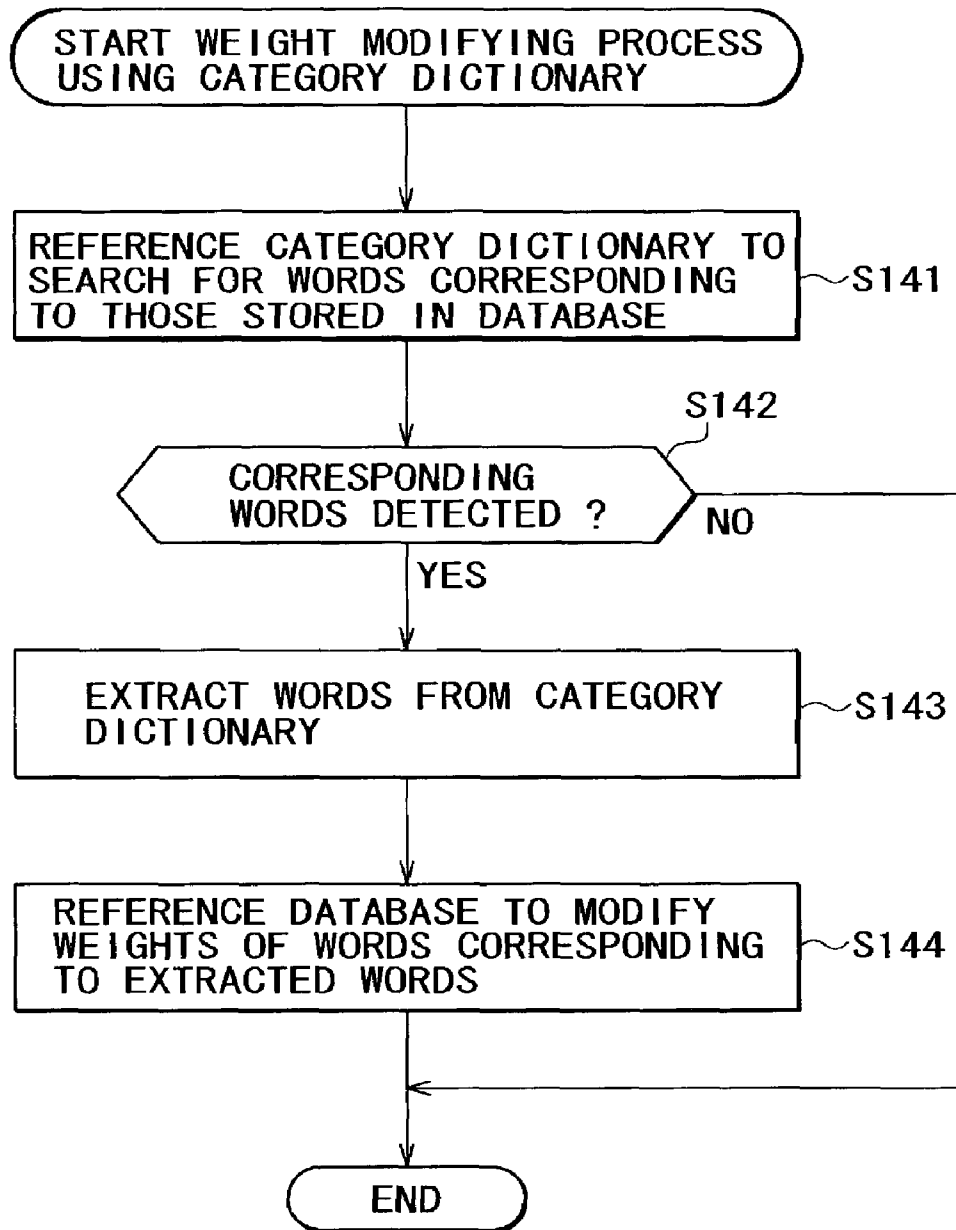 START WEIGHT MODIFYING PROCESS
USING CATEGORY DICTIONARY
REFERENCE CATEGORY DICTIONARY TO
SEARCH FOR WORDS CORRESPONDING
TO THOSE STORED IN DATABASE
S141
S142
CORRESPONDING
WORDS DETECTED ?
NO
YES
EXTRACT WORDS FROM CATEGORY
DICTIONARY
S143
REFERENCE DATABASE TO MODIFY
WEIGHTS OF WORDS CORRESPONDING
TO EXTRACTED WORDS
S144
END